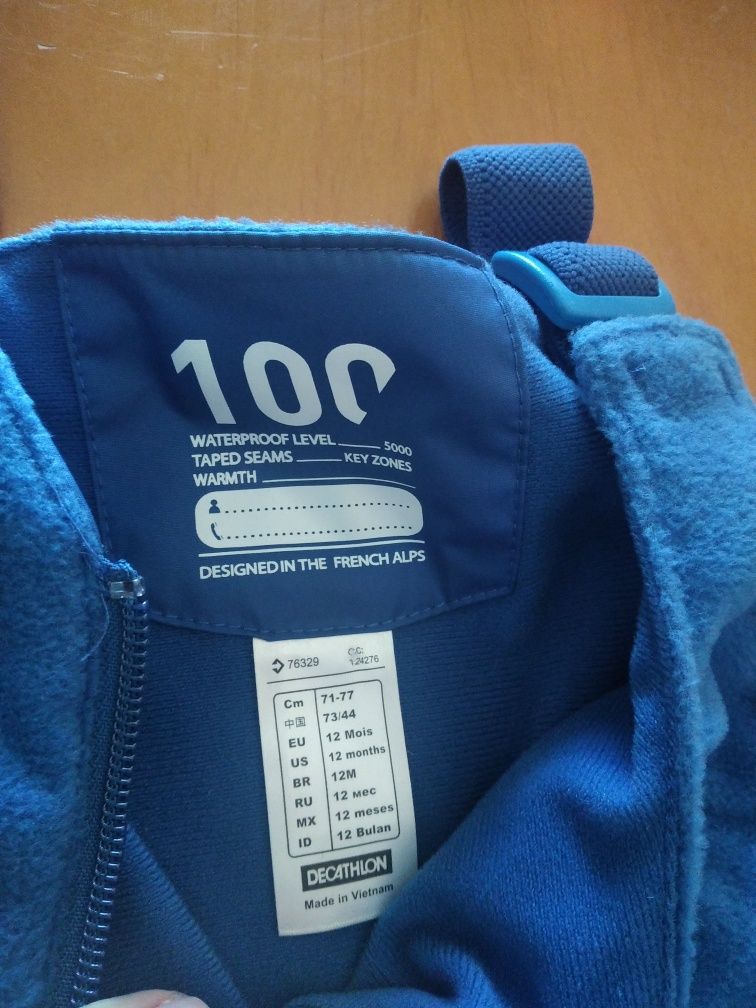 100
WATERPROOF LEVEL 5000
TAPED SEAMS KEY ZONES
WARMTH
DESIGNED IN THE FRENCH ALPS
76329 C.C: 1-24276
Cm 71-77
中国 73/44
EU 12 Mois
US 12 months
BR 12M
RU 12 мес
MX 12 meses
ID 12 Bulan
DECATHLON
Made in Vietnam